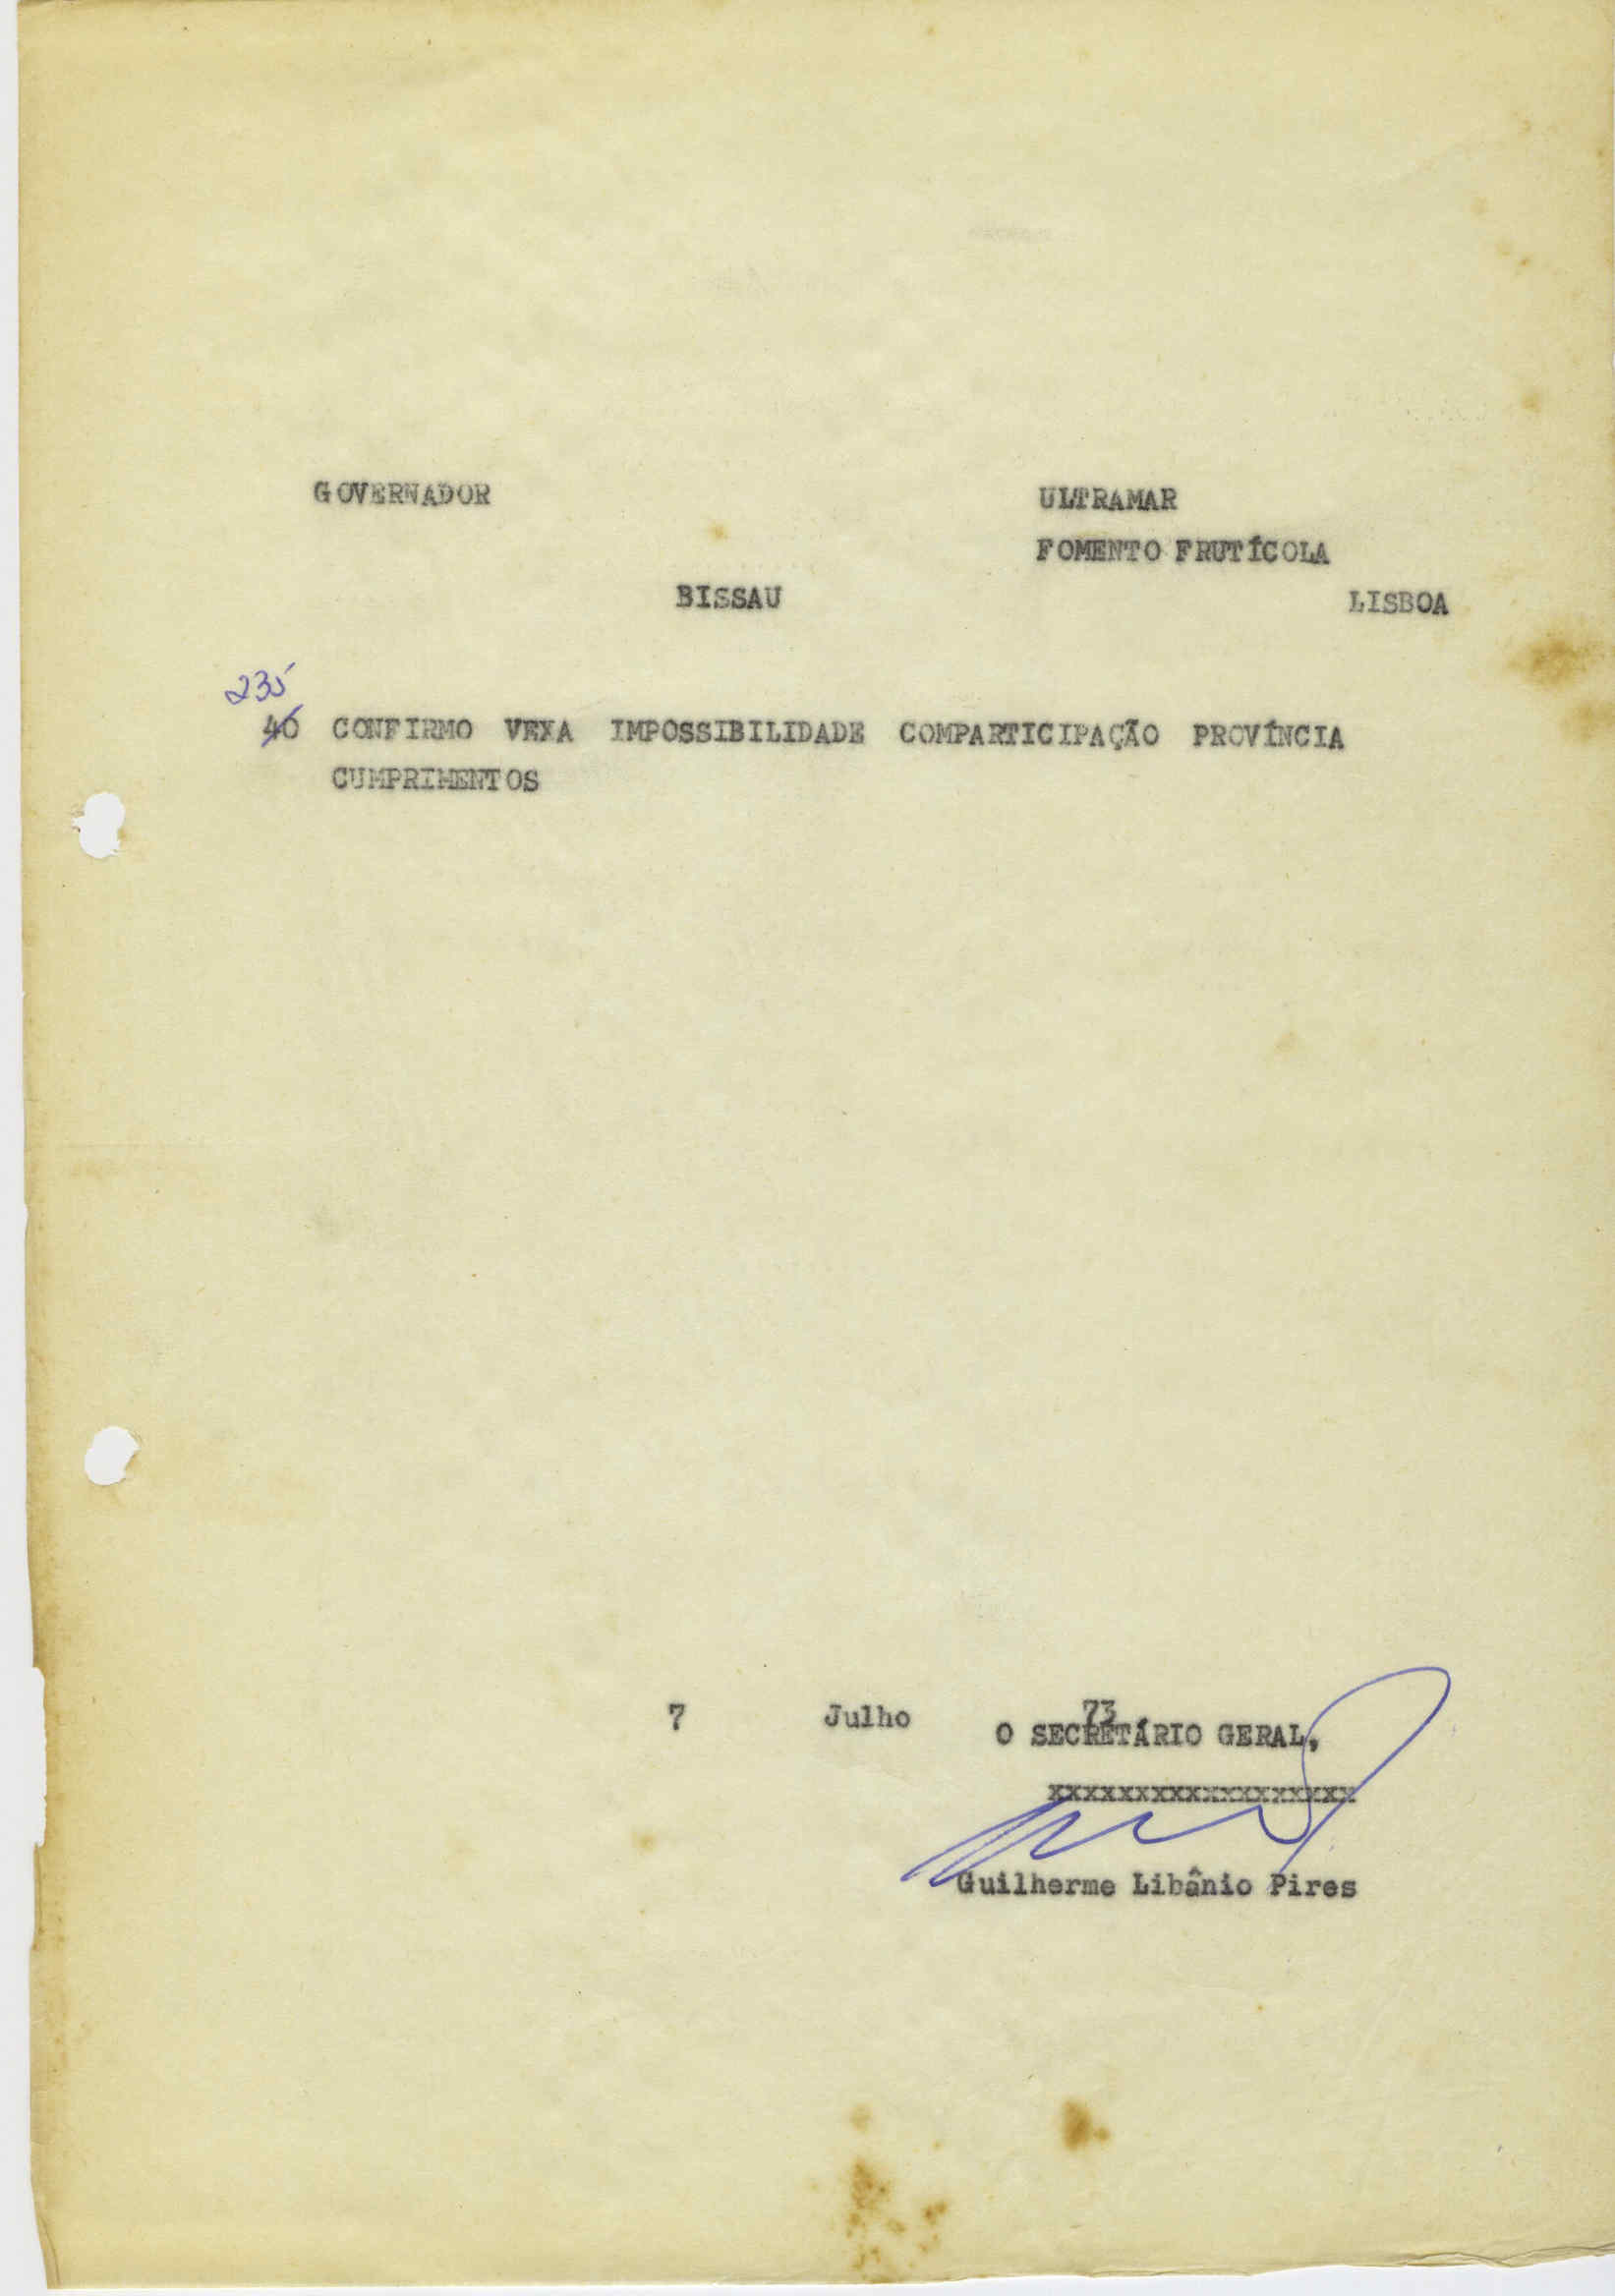 GOVERNADOR
ULTRAMAR
FOMENTO FRUTÍCOLA
BISSAU
LISBOA
235
40 CONFIRMO VEXA IMPOSSIBILIDADE COMPARTICIPAÇÃO PROVÍNCIA
CUMPRIMENTOS
7 Julho 73
O SECRETÁRIO GERAL,
xxxxxxxxxxxxxxxxxx
Guilherme Libânio Pires